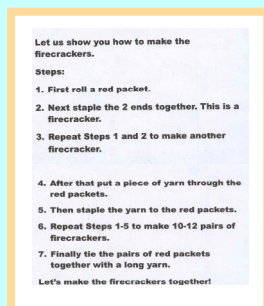 Let us show you how to make the
firecrackers.
Steps:
1. First roll a red packet.
2. Next staple the 2 ends together. This is a
firecracker.
3. Repeat Steps 1 and 2 to make another
firecracker.
4. After that put a piece of yarn through the
red packets.
5. Then staple the yarn to the red packets.
6. Repeat Steps 1-5 to make 10-12 pairs of
firecrackers.
7. Finally tie the pairs of red packets
together with a long yarn.
Let's make the firecrackers together!